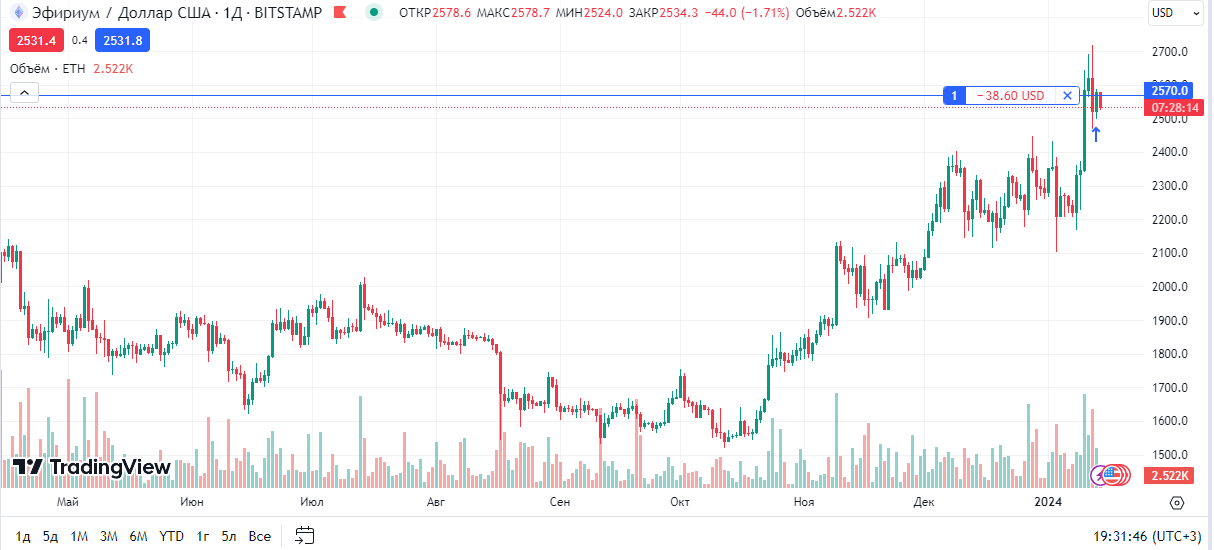 Эфириум / Доллар США · 1Д · BITSTAMP ОТКР2578.6 МАКС2578.7 МИН2524.0 ЗАКР2534.3 −44.0 (−1.71%) Объём2.522K USD
2531.4 0.4 2531.8
Объём · ETH 2.522K
2700.0
2570.0
1 −38.60 USD ×
07:28:14
2500.0
2400.0
2300.0
2200.0
2100.0
2000.0
1900.0
1800.0
1700.0
1600.0
1500.0
TradingView
2.522K
Май Июн Июл Авг Сен Окт Ноя Дек 2024
1д 5д 1М 3М 6М YTD 1г 5л Все 19:31:46 (UTC+3)